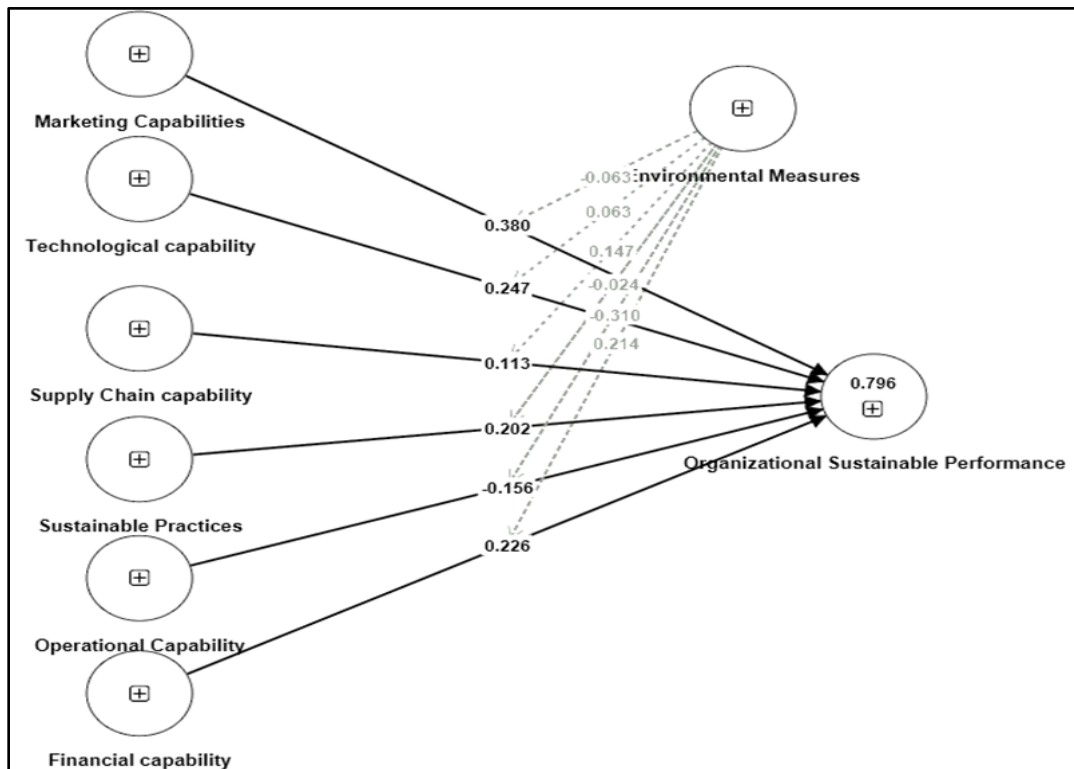 Marketing Capabilities
Technological capability
Supply Chain capability
Sustainable Practices
Operational Capability
Financial capability
0.380
0.247
0.113
0.202
-0.156
0.226
-0.063
0.063
0.147
-0.024
-0.310
0.214
Environmental Measures
0.796
Organizational Sustainable Performance